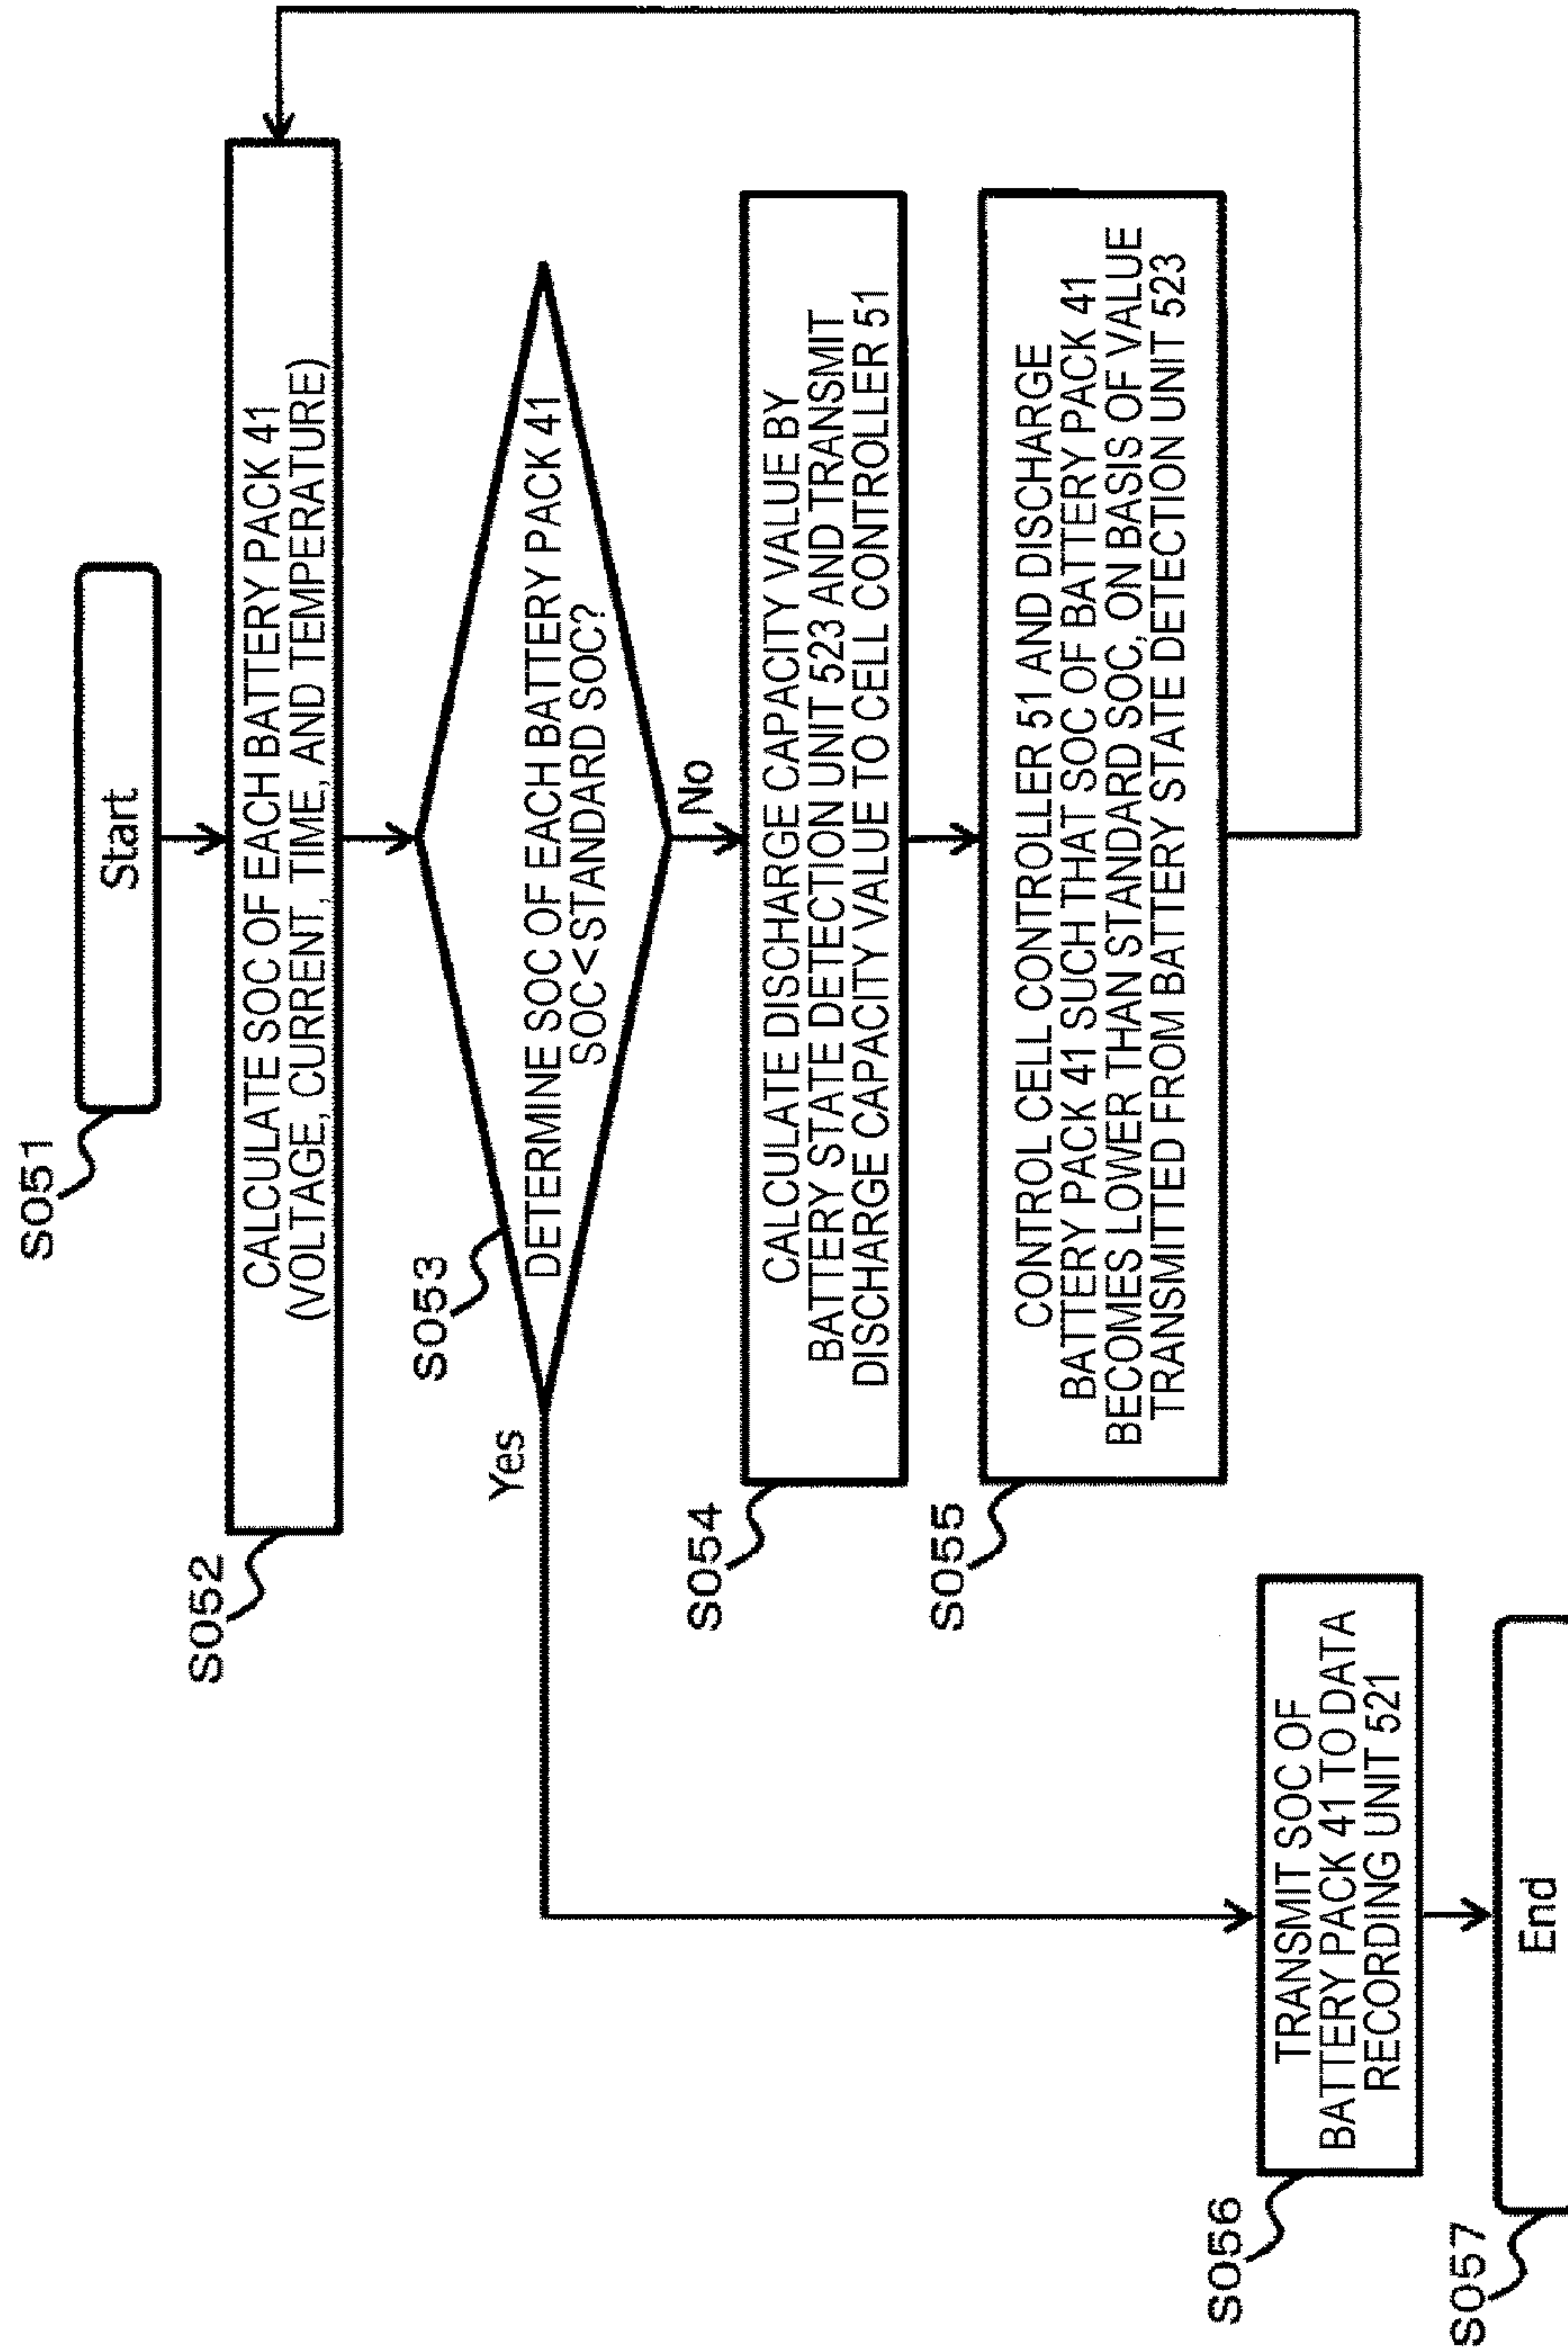 S051
Start
S052
CALCULATE SOC OF EACH BATTERY PACK 41
(VOLTAGE, CURRENT, TIME, AND TEMPERATURE)
S053
DETERMINE SOC OF EACH BATTERY PACK 41
SOC<STANDARD SOC?
Yes
No
S054
CALCULATE DISCHARGE CAPACITY VALUE BY
BATTERY STATE DETECTION UNIT 523 AND TRANSMIT
DISCHARGE CAPACITY VALUE TO CELL CONTROLLER 51
S055
CONTROL CELL CONTROLLER 51 AND DISCHARGE
BATTERY PACK 41 SUCH THAT SOC OF BATTERY PACK 41
BECOMES LOWER THAN STANDARD SOC, ON BASIS OF VALUE
TRANSMITTED FROM BATTERY STATE DETECTION UNIT 523
S056
TRANSMIT SOC OF
BATTERY PACK 41 TO DATA
RECORDING UNIT 521
S057
End